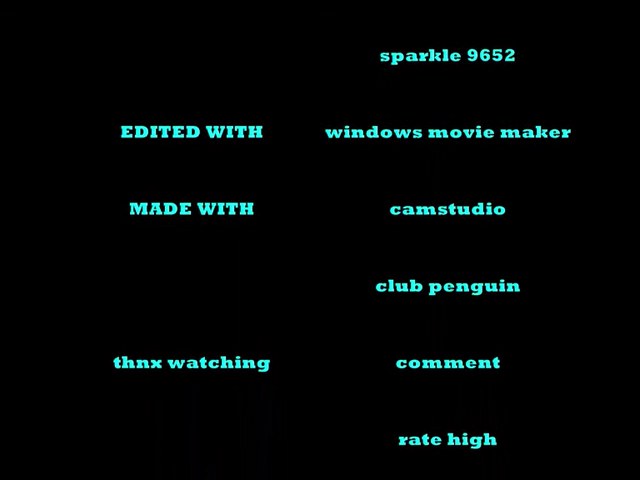 sparkle 9652
EDITED WITH windows movie maker
MADE WITH camstudio
club penguin
thnx watching comment
rate high